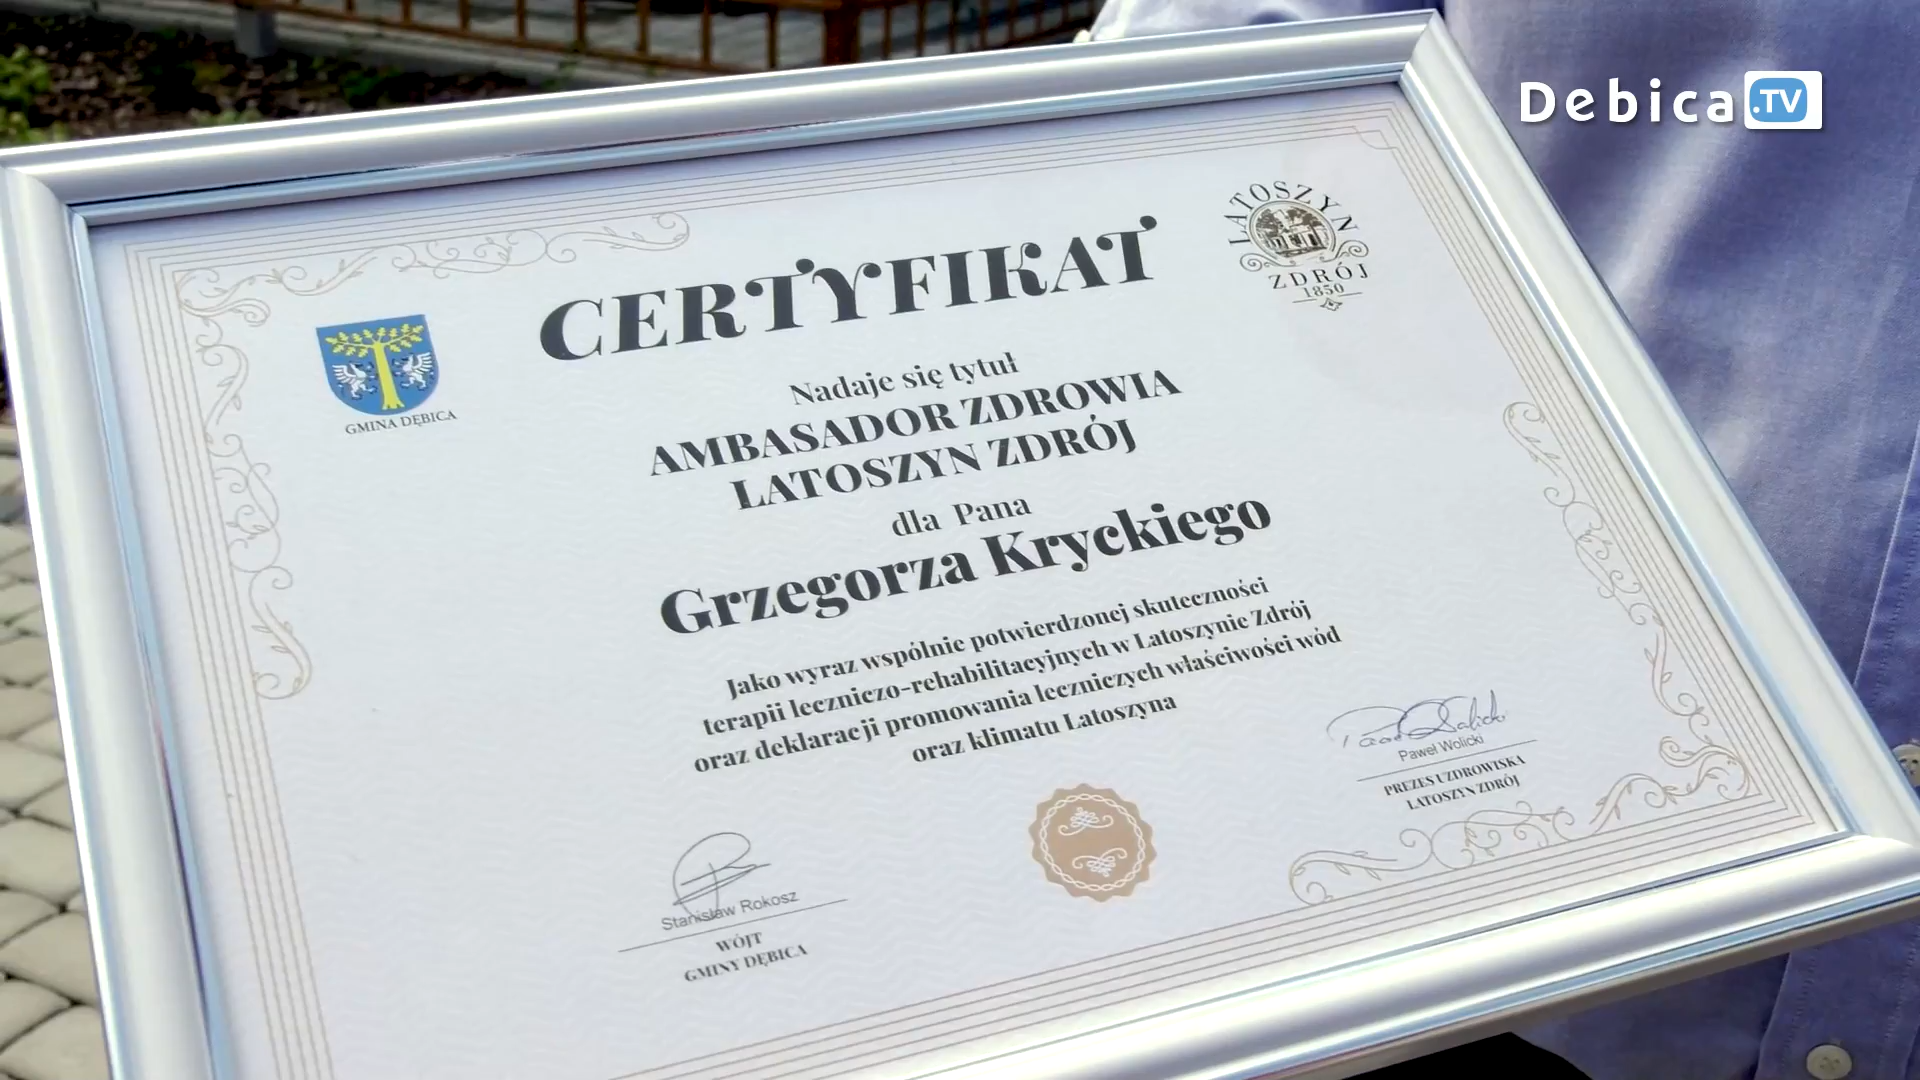 Debica.TV
LATOSZYN
ZDRÓJ
1850
CERTYFIKAT
GMINA DĘBICA
Nadaje się tytuł
AMBASADOR ZDROWIA
LATOSZYN ZDRÓJ
dla Pana
Grzegorza Kryckiego
Jako wyraz wspólnie potwierdzonej skuteczności
terapii leczniczo-rehabilitacyjnych w Latoszynie Zdrój
oraz deklaracji promowania leczniczych właściwości wód
oraz klimatu Latoszyna
Paweł Wolicki
PREZES UZDROWISKA
LATOSZYN ZDRÓJ
Stanisław Rokosz
WÓJT
GMINY DĘBICA